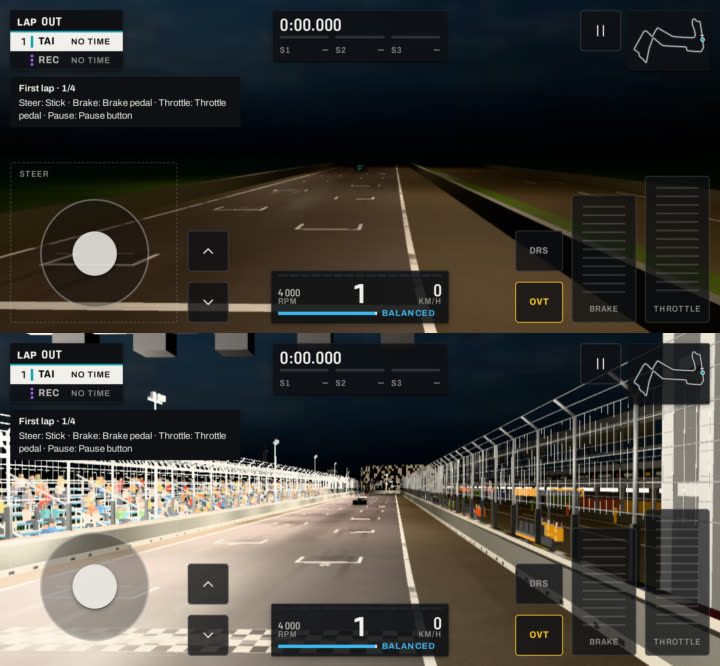 LAP OUT
1 TAI NO TIME
REC NO TIME
0:00.000
S1 – S2 – S3 –
First lap · 1/4
Steer: Stick · Brake: Brake pedal · Throttle: Throttle
pedal · Pause: Pause button
STEER
DRS
OVT
BRAKE
THROTTLE
4 000
RPM
1
0
KM/H
BALANCED
LAP OUT
1 TAI NO TIME
REC NO TIME
0:00.000
S1 – S2 – S3 –
First lap · 1/4
Steer: Stick · Brake: Brake pedal · Throttle: Throttle
pedal · Pause: Pause button
DRS
OVT
BRAKE
THROTTLE
4 000
RPM
1
0
KM/H
BALANCED